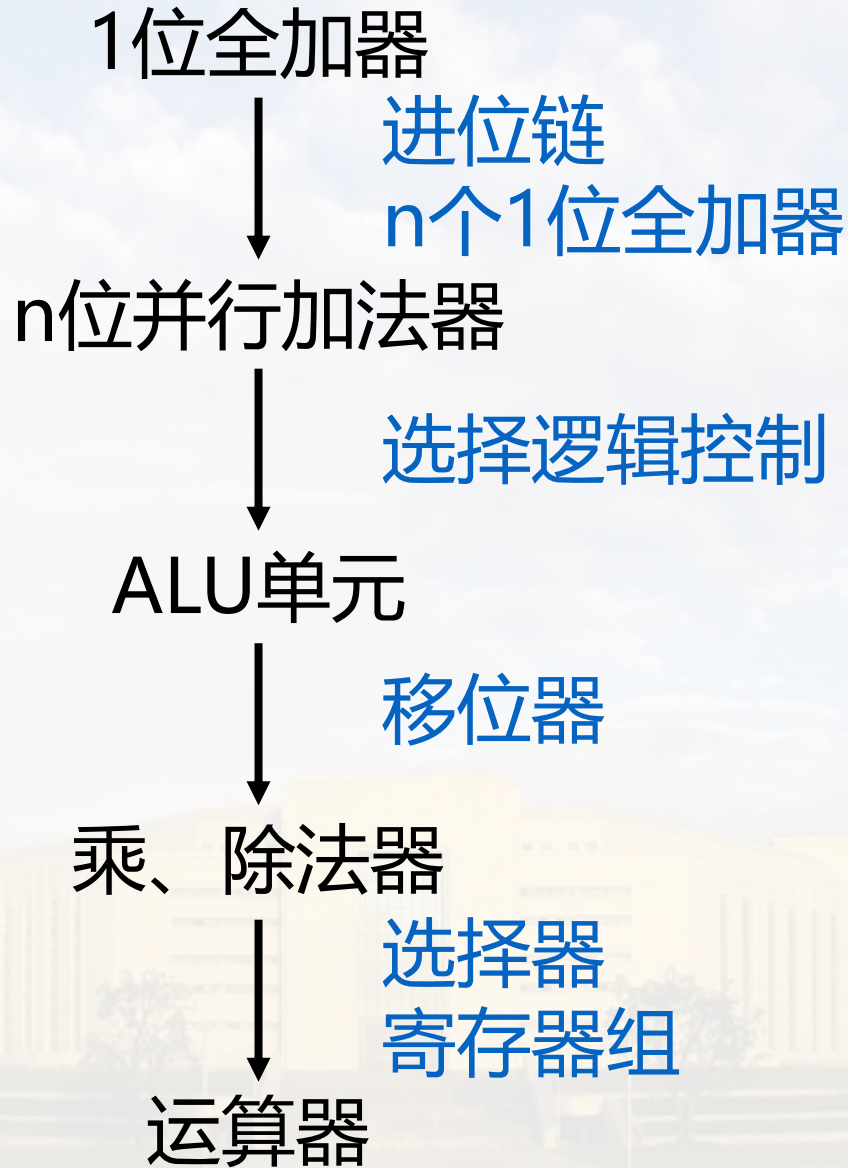 1位全加器
进位链
n个1位全加器
n位并行加法器
选择逻辑控制
ALU单元
移位器
乘、除法器
选择器
寄存器组
运算器